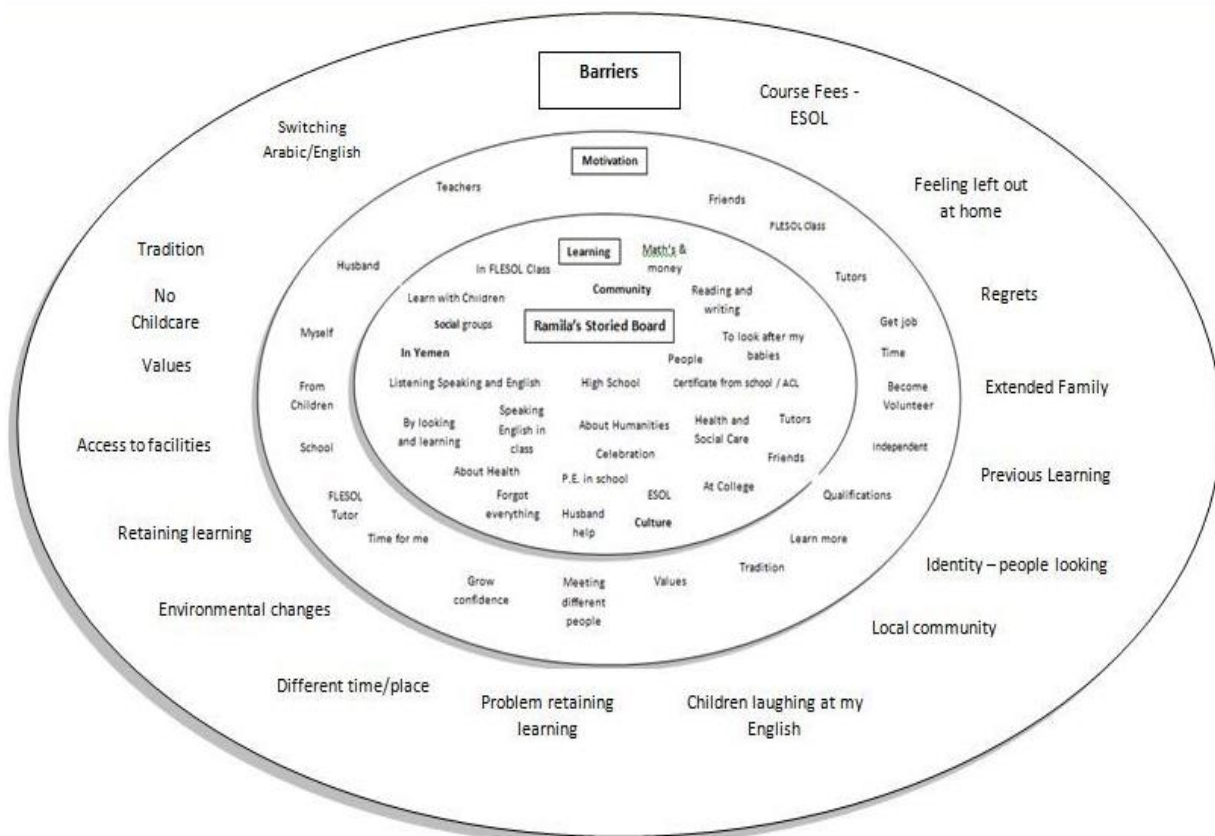 Barriers
Course Fees -
ESOL
Switching
Arabic/English
Motivation
Teachers
Friends
Feeling left out
at home
FLESOL Class
Tradition
Husband
Learning
Math's &
money
In FLESOL Class
Tutors
Community
Reading and
writing
Learn with Children
No
Childcare
Regrets
Social groups
Ramila's Storied Board
Myself
Get job
To look after my
babies
In Yemen
People
Time
Values
From
Children
Listening Speaking and English
High School
Certificate from school / ACL
Become
Volunteer
Extended Family
By looking
and learning
Speaking
English in
class
About Humanities
Health and
Social Care
Tutors
Access to facilities
School
Celebration
Friends
Independent
About Health
P.E. in school
At College
Previous Learning
FLESOL
Tutor
Forgot
everything
ESOL
Qualifications
Husband
help
Culture
Retaining learning
Time for me
Learn more
Identity – people looking
Grow
confidence
Meeting
different
people
Values
Tradition
Environmental changes
Local community
Different time/place
Problem retaining
learning
Children laughing at my
English